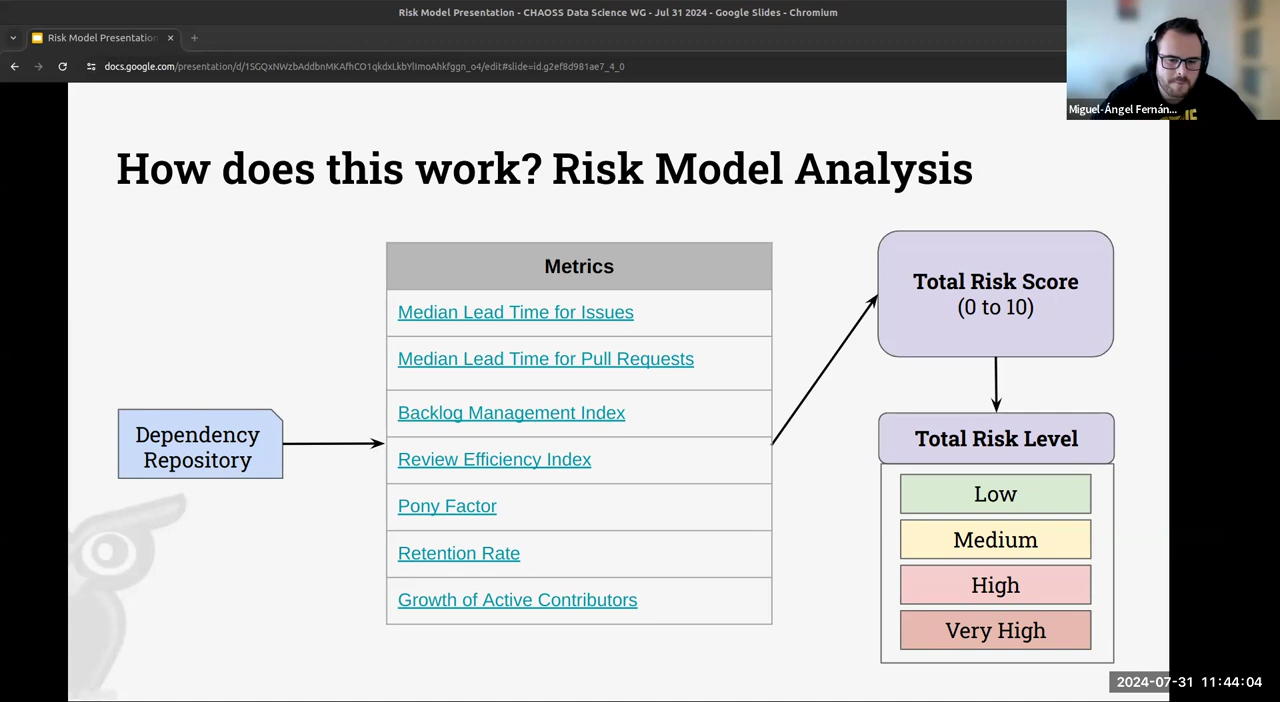 Risk Model Presentation - CHAOSS Data Science WG - Jul 31 2024 - Google Slides - Chromium
Risk Model Presentation
docs.google.com/presentation/d/1SGQxNWzbAddbnMKAfhCO1qkdxLkbYlImoAhkfggn_o4/edit#slide=id.g2ef8d981ae7_4_0
Miguel-Ángel Fernán...
How does this work? Risk Model Analysis
Dependency
Repository
Metrics
Median Lead Time for Issues
Median Lead Time for Pull Requests
Backlog Management Index
Review Efficiency Index
Pony Factor
Retention Rate
Growth of Active Contributors
Total Risk Score
(0 to 10)
Total Risk Level
Low
Medium
High
Very High
2024-07-31 11:44:04